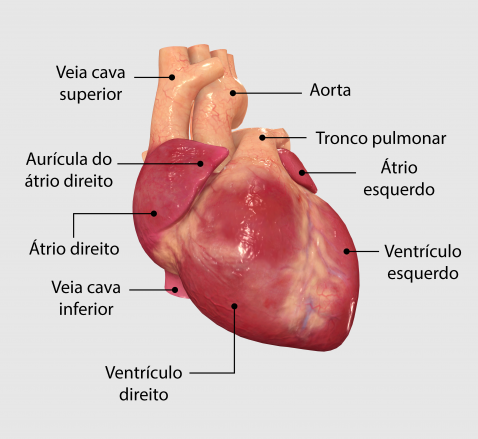 Veia cava
superior
Aorta
Tronco pulmonar
Aurícula do
átrio direito
Átrio
esquerdo
Átrio direito
Ventrículo
esquerdo
Veia cava
inferior
Ventrículo
direito